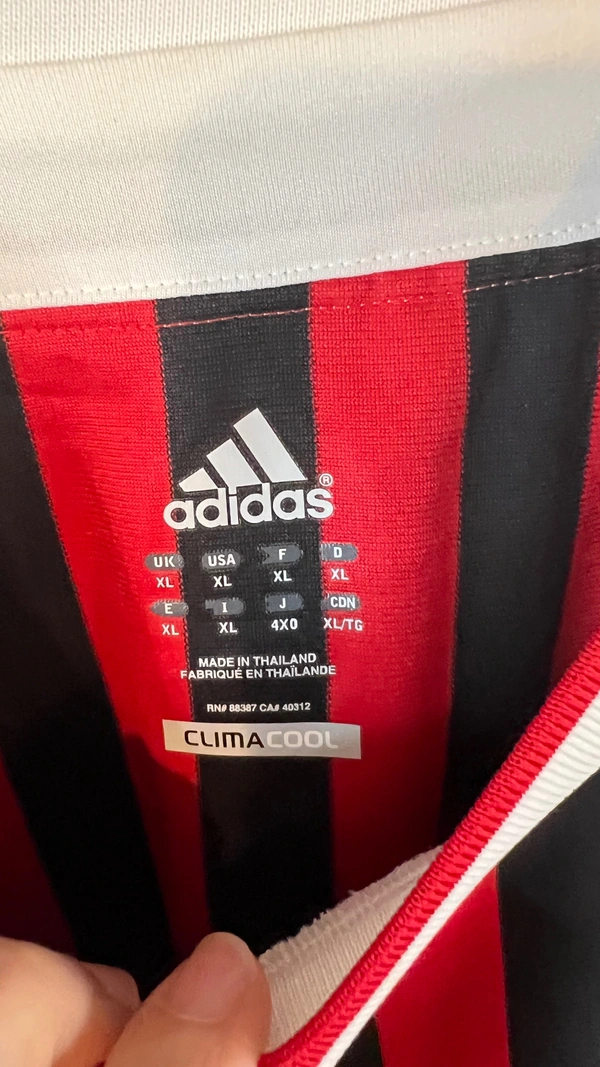 adidas®
UK USA F D
XL XL XL XL
E I J CDN
XL XL 4XO XL/TG
MADE IN THAILAND
FABRIQUÉ EN THAÏLANDE
RN# 88387 CA# 40312
CLIMACOOL